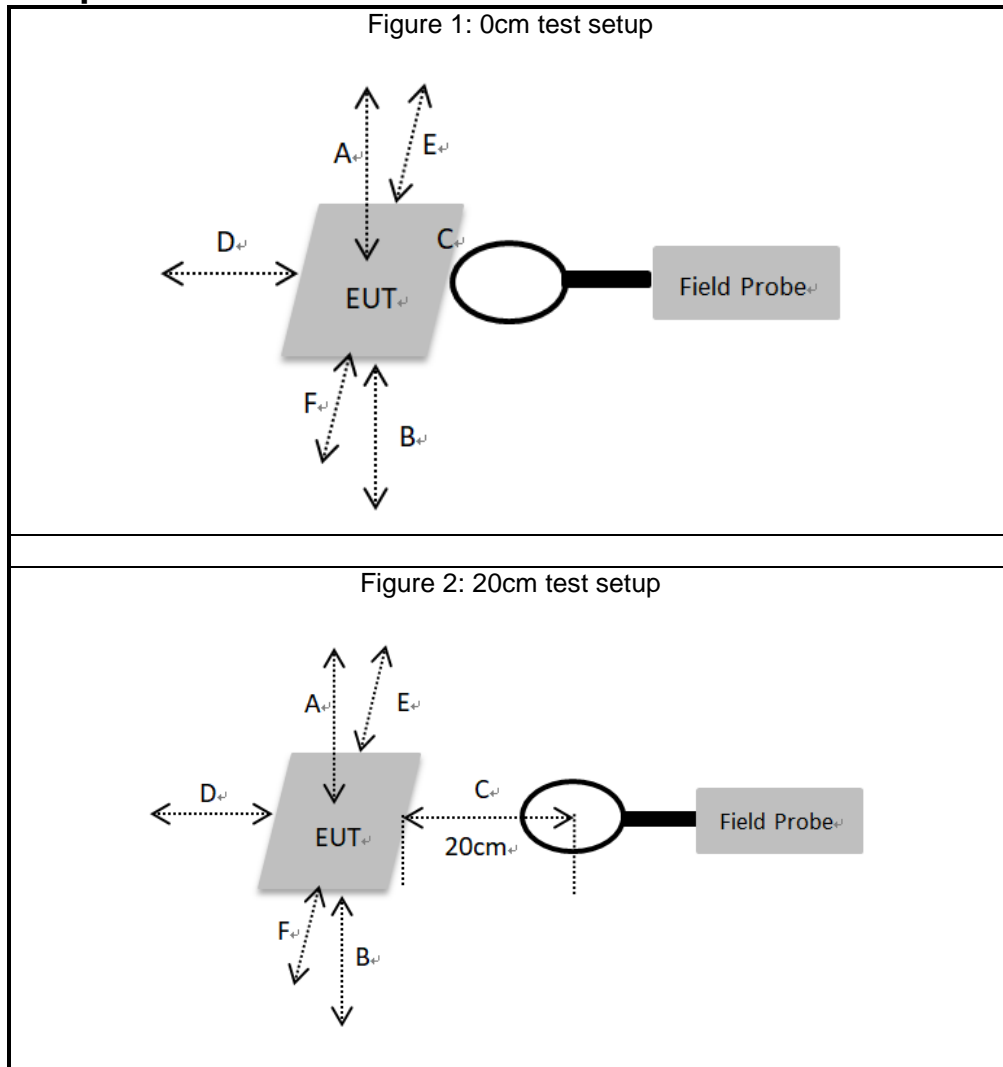 Figure 1: 0cm test setup
A↵
E↵
D↵
C↵
EUT↵
Field Probe↵
F↵
B↵
Figure 2: 20cm test setup
A↵
E↵
D↵
C↵
20cm↵
EUT↵
Field Probe↵
F↵
B↵